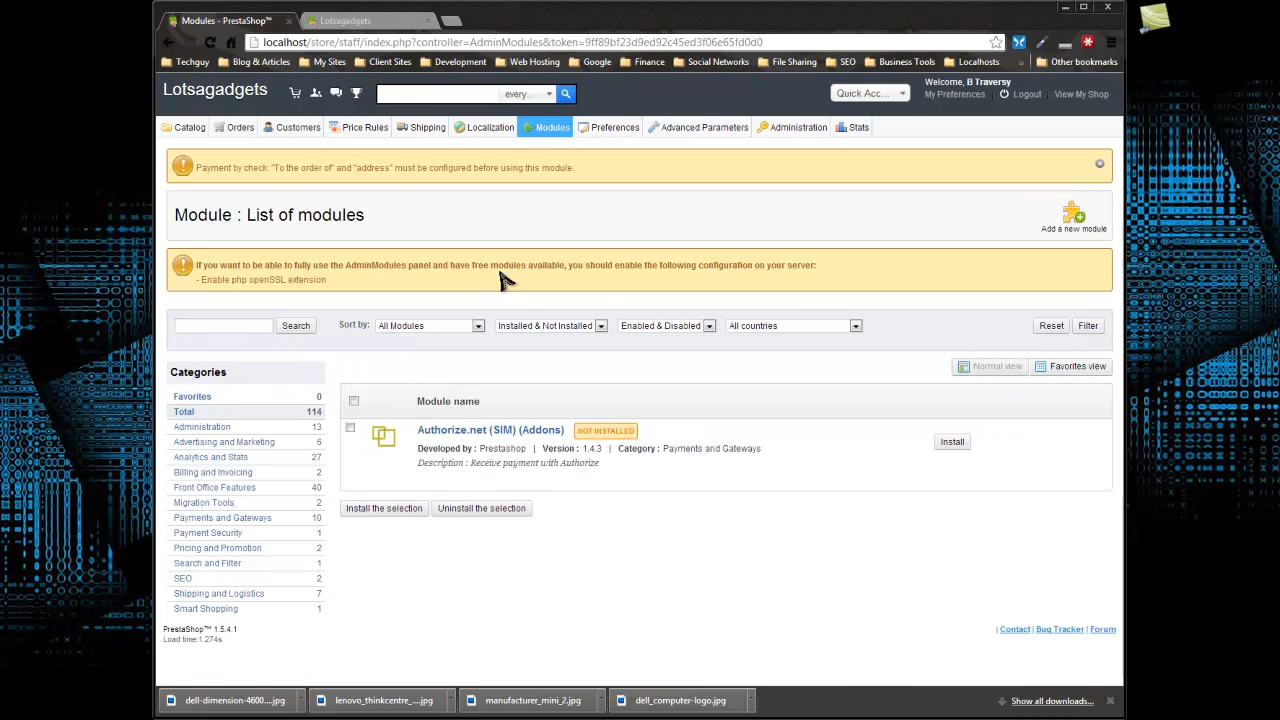 Modules - PrestaShop™
Lotsagadgets
localhost/store/staff/index.php?controller=AdminModules&token=9ff89bf23d9ed92c45ed3f06e65fd0d0
Techguy Blog & Articles My Sites Client Sites Development Web Hosting Google Finance Social Networks File Sharing SEO Business Tools Localhosts » Other bookmarks
Lotsagadgets every... Quick Acc... Welcome, B Traversy
My Preferences Logout View My Shop
Catalog Orders Customers Price Rules Shipping Localization Modules Preferences Advanced Parameters Administration Stats
Payment by check: "To the order of" and "address" must be configured before using this module.
Module : List of modules
Add a new module
If you want to be able to fully use the AdminModules panel and have free modules available, you should enable the following configuration on your server:
- Enable php openSSL extension
Search Sort by: All Modules Installed & Not Installed Enabled & Disabled All countries Reset Filter
Normal view Favorites view
Categories
Favorites 0
Total 114
Administration 13
Advertising and Marketing 6
Analytics and Stats 27
Billing and Invoicing 2
Front Office Features 40
Migration Tools 2
Payments and Gateways 10
Payment Security 1
Pricing and Promotion 2
Search and Filter 1
SEO 2
Shipping and Logistics 7
Smart Shopping 1
Module name
Authorize.net (SIM) (Addons) NOT INSTALLED
Developed by : Prestashop | Version : 1.4.3 | Category : Payments and Gateways
Description : Receive payment with Authorize
Install
Install the selection Uninstall the selection
PrestaShop™ 1.5.4.1
Load time:1.274s
| Contact | Bug Tracker | Forum
dell-dimension-4600....jpg lenovo_thinkcentre_....jpg manufacturer_mini_2.jpg dell_computer-logo.jpg Show all downloads...